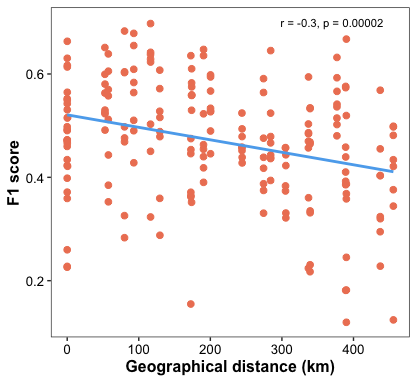 r = -0.3, p = 0.00002
F1 score
0.6
0.4
0.2
0 100 200 300 400
Geographical distance (km)